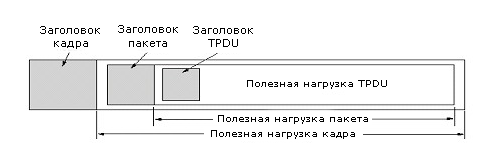 Заголовок
кадра
Заголовок
пакета
Заголовок
TPDU
Полезная нагрузка TPDU
Полезная нагрузка пакета
Полезная нагрузка кадра